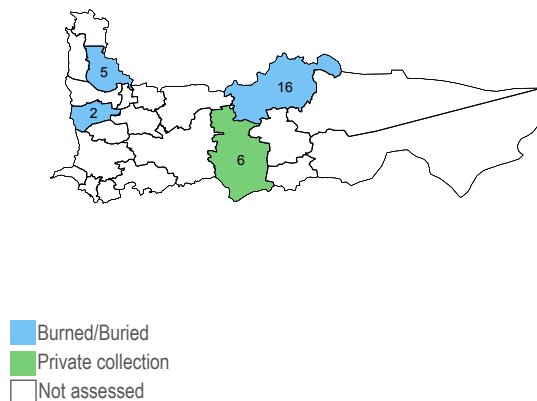 5
16
2
6
Burned/Buried
Private collection
Not assessed